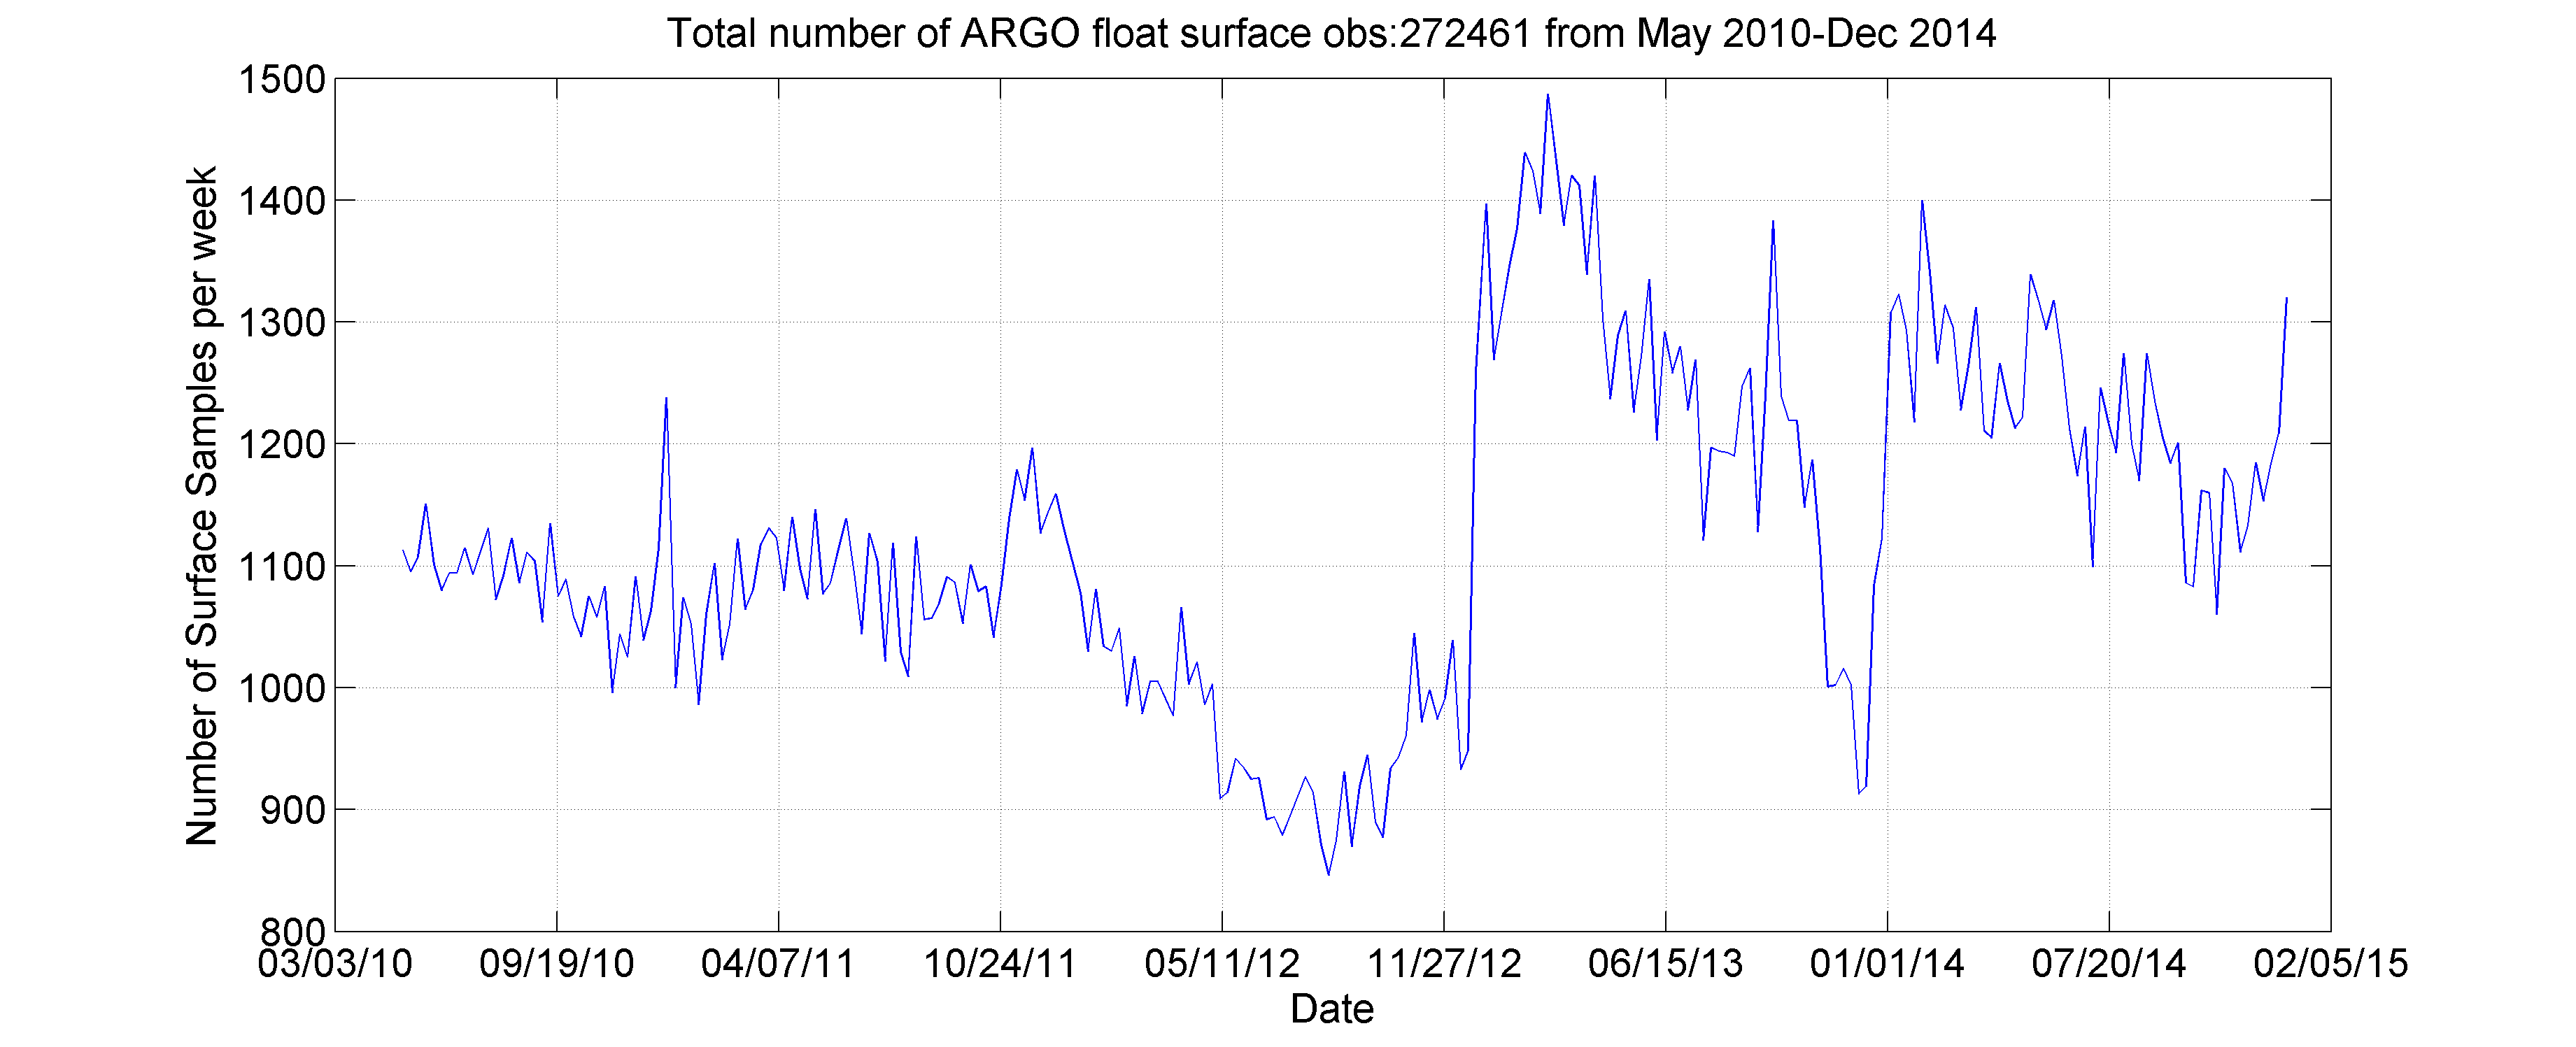 Total number of ARGO float surface obs:272461 from May 2010-Dec 2014
Number of Surface Samples per week
1500
1400
1300
1200
1100
1000
900
800
03/03/10 09/19/10 04/07/11 10/24/11 05/11/12 11/27/12 06/15/13 01/01/14 07/20/14 02/05/15
Date